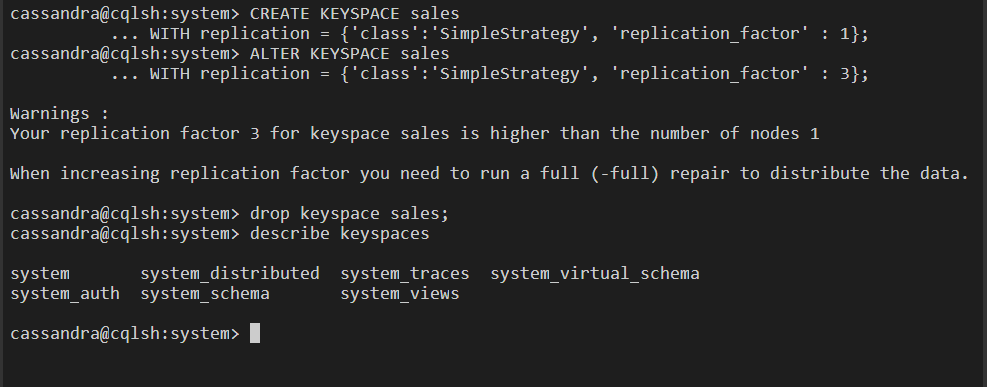 cassandra@cqlsh:system> CREATE KEYSPACE sales
... WITH replication = {'class':'SimpleStrategy', 'replication_factor' : 1};
cassandra@cqlsh:system> ALTER KEYSPACE sales
... WITH replication = {'class':'SimpleStrategy', 'replication_factor' : 3};
Warnings :
Your replication factor 3 for keyspace sales is higher than the number of nodes 1
When increasing replication factor you need to run a full (-full) repair to distribute the data.
cassandra@cqlsh:system> drop keyspace sales;
cassandra@cqlsh:system> describe keyspaces
system system_distributed system_traces system_virtual_schema
system_auth system_schema system_views
cassandra@cqlsh:system>